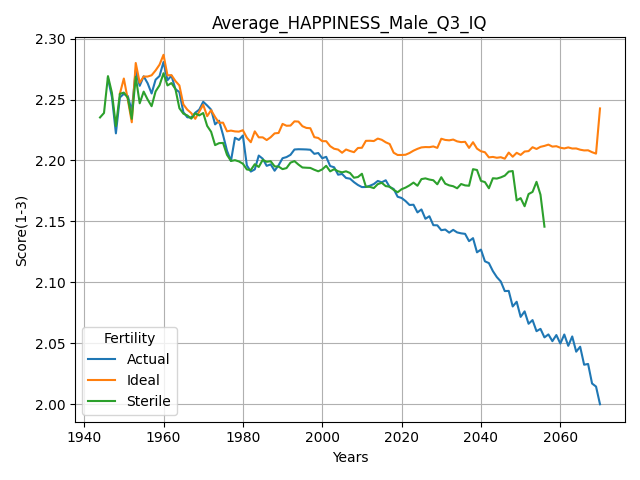 Average_HAPPINESS_Male_Q3_IQ
2.30
2.25
2.20
2.15
2.10
2.05
2.00
Score(1-3)
Fertility
Actual
Ideal
Sterile
1940
1960
1980
2000
2020
2040
2060
Years